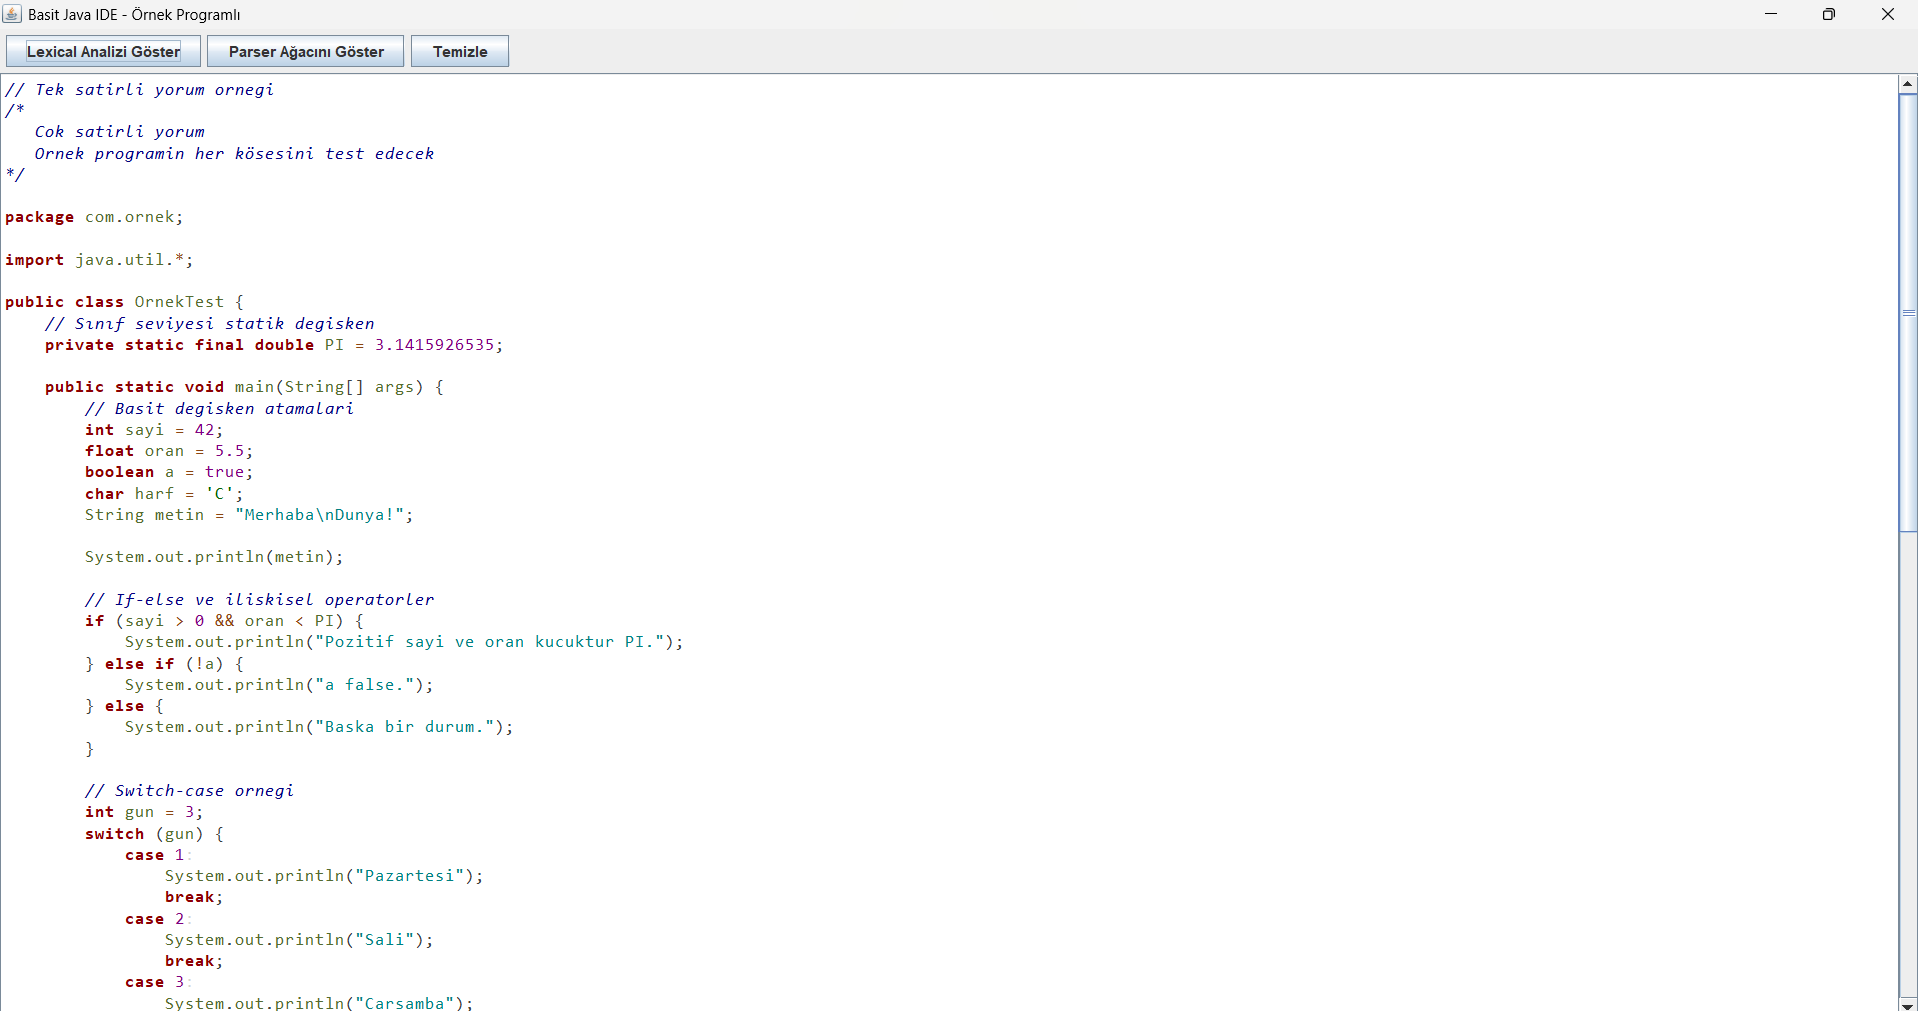 Basit Java IDE - Örnek Programlı
Lexical Analizi Göster Parser Ağacını Göster Temizle
// Tek satirli yorum ornegi
/*
   Cok satirli yorum
   Ornek programin her kösesini test edecek
*/
package com.ornek;
import java.util.*;
public class OrnekTest {
    // Sınıf seviyesi statik degisken
    private static final double PI = 3.1415926535;
    public static void main(String[] args) {
        // Basit degisken atamalari
        int sayi = 42;
        float oran = 5.5;
        boolean a = true;
        char harf = 'C';
        String metin = "Merhaba\nDunya!";
        System.out.println(metin);
        // If-else ve iliskisel operatorler
        if (sayi > 0 && oran < PI) {
            System.out.println("Pozitif sayi ve oran kucuktur PI.");
        } else if (!a) {
            System.out.println("a false.");
        } else {
            System.out.println("Baska bir durum.");
        }
        // Switch-case ornegi
        int gun = 3;
        switch (gun) {
            case 1:
                System.out.println("Pazartesi");
                break;
            case 2:
                System.out.println("Sali");
                break;
            case 3:
                System.out.println("Carsamba");